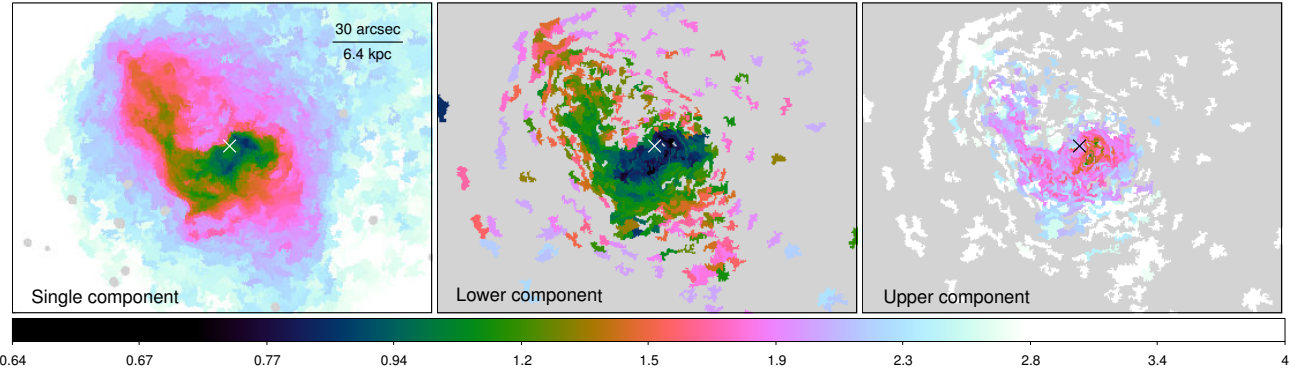 30 arcsec
6.4 kpc
Single component
Lower component
Upper component
0.64 0.67 0.77 0.94 1.2 1.5 1.9 2.3 2.8 3.4 4